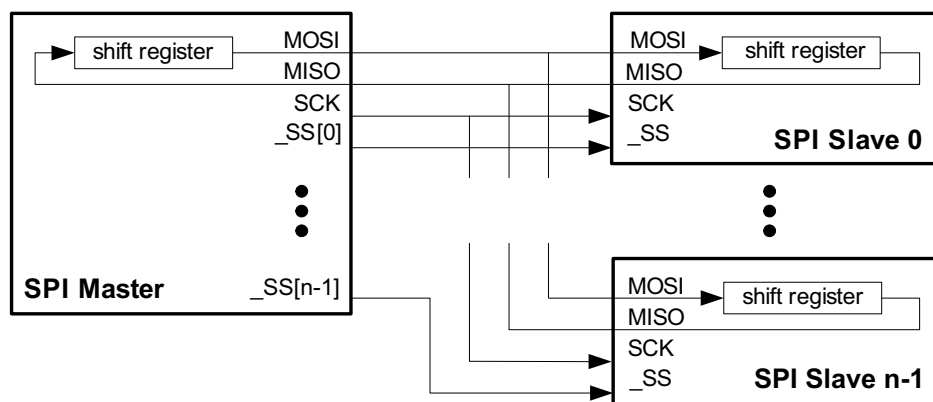 shift register
MOSI
MISO
SCK
_SS[0]
_SS[n-1]
SPI Master
MOSI
shift register
MISO
SCK
_SS
SPI Slave 0
MOSI
shift register
MISO
SCK
_SS
SPI Slave n-1